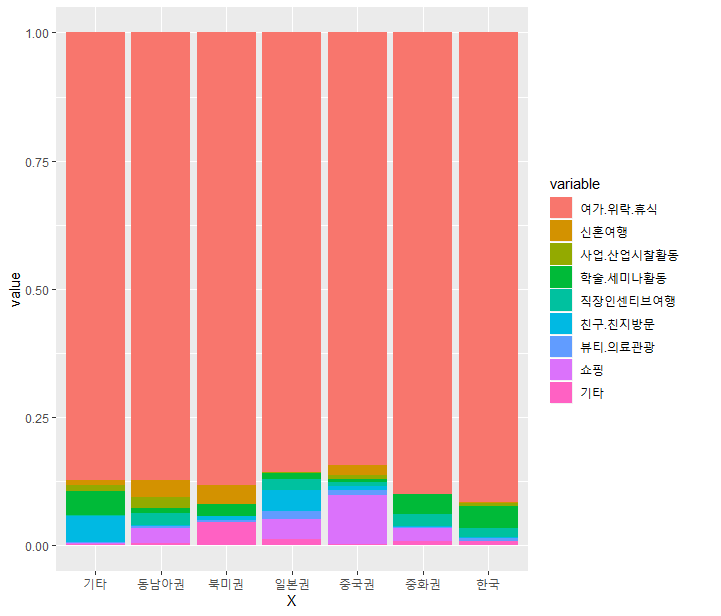 1.00
0.75
0.50
0.25
0.00
value
기타 동남아권 북미권 일본권 중국권 중화권 한국
X
variable
여가.위락.휴식
신혼여행
사업.산업시찰활동
학술.세미나활동
직장인센티브여행
친구.친지방문
뷰티.의료관광
쇼핑
기타